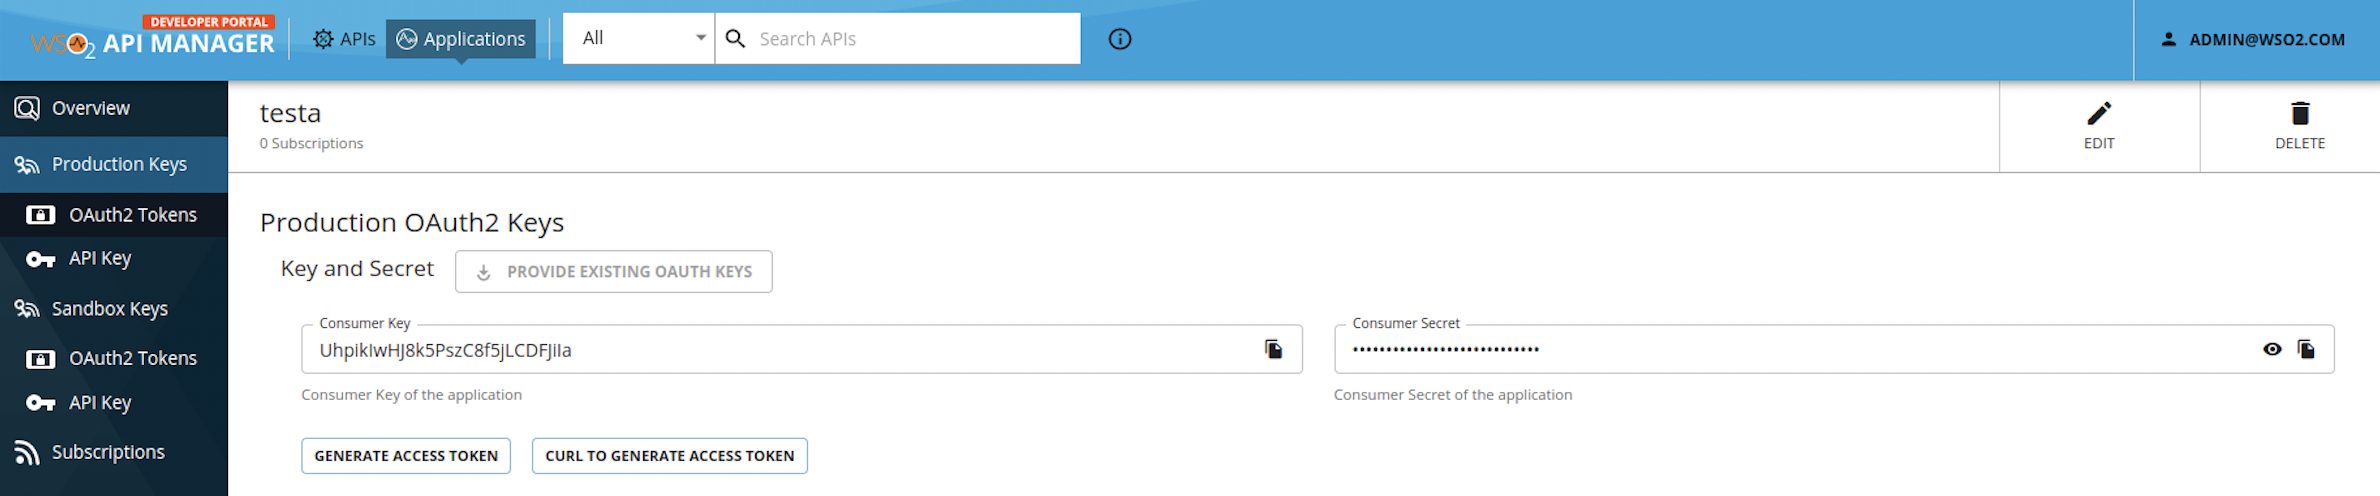 DEVELOPER PORTAL
WSO2 API MANAGER
APIs
Applications
All
Search APIs
ADMIN@WSO2.COM
Overview
Production Keys
OAuth2 Tokens
API Key
Sandbox Keys
OAuth2 Tokens
API Key
Subscriptions
testa
0 Subscriptions
EDIT
DELETE
Production OAuth2 Keys
Key and Secret
PROVIDE EXISTING OAUTH KEYS
Consumer Key
UhpikIwHJ8k5PszC8f5jLCDFJiIa
Consumer Key of the application
Consumer Secret
••••••••••••••••••••••••••••
Consumer Secret of the application
GENERATE ACCESS TOKEN
CURL TO GENERATE ACCESS TOKEN